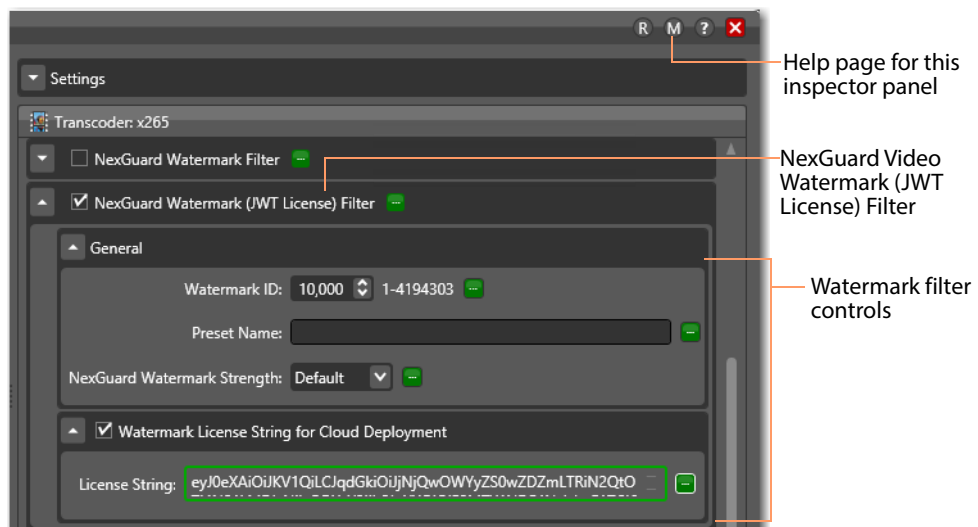 R M ?
Help page for this
inspector panel
Settings
Transcoder: x265
NexGuard Watermark Filter
NexGuard Video
Watermark (JWT
License) Filter
NexGuard Watermark (JWT License) Filter
General
Watermark ID: 10,000 1-4194303
Watermark filter
controls
Preset Name:
NexGuard Watermark Strength: Default
Watermark License String for Cloud Deployment
License String: eyJ0eXAiOiJKV1QiLCJqdGkiOiJjNjQwOWYyZS0wZDZmLTRiN2QtO